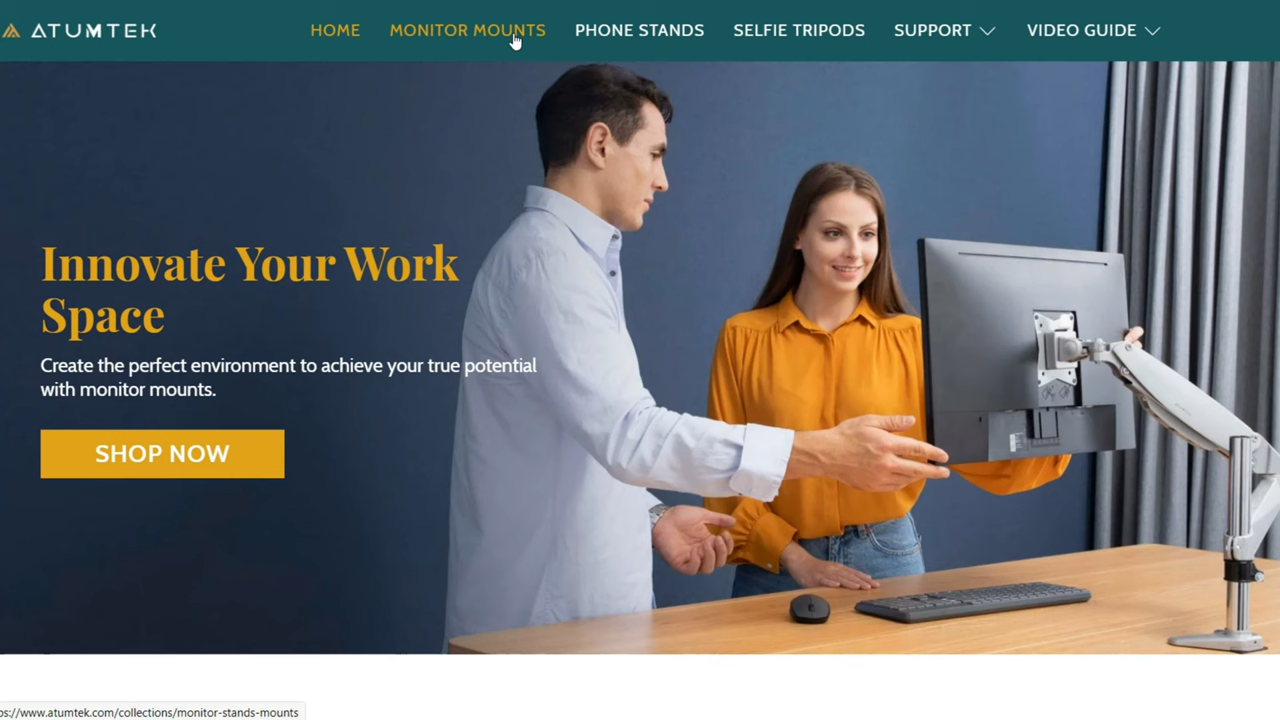 ATUMTEK
HOME MONITOR MOUNTS PHONE STANDS SELFIE TRIPODS SUPPORT VIDEO GUIDE
Innovate Your Work
Space
Create the perfect environment to achieve your true potential
with monitor mounts.
SHOP NOW
ps://www.atumtek.com/collections/monitor-stands-mounts